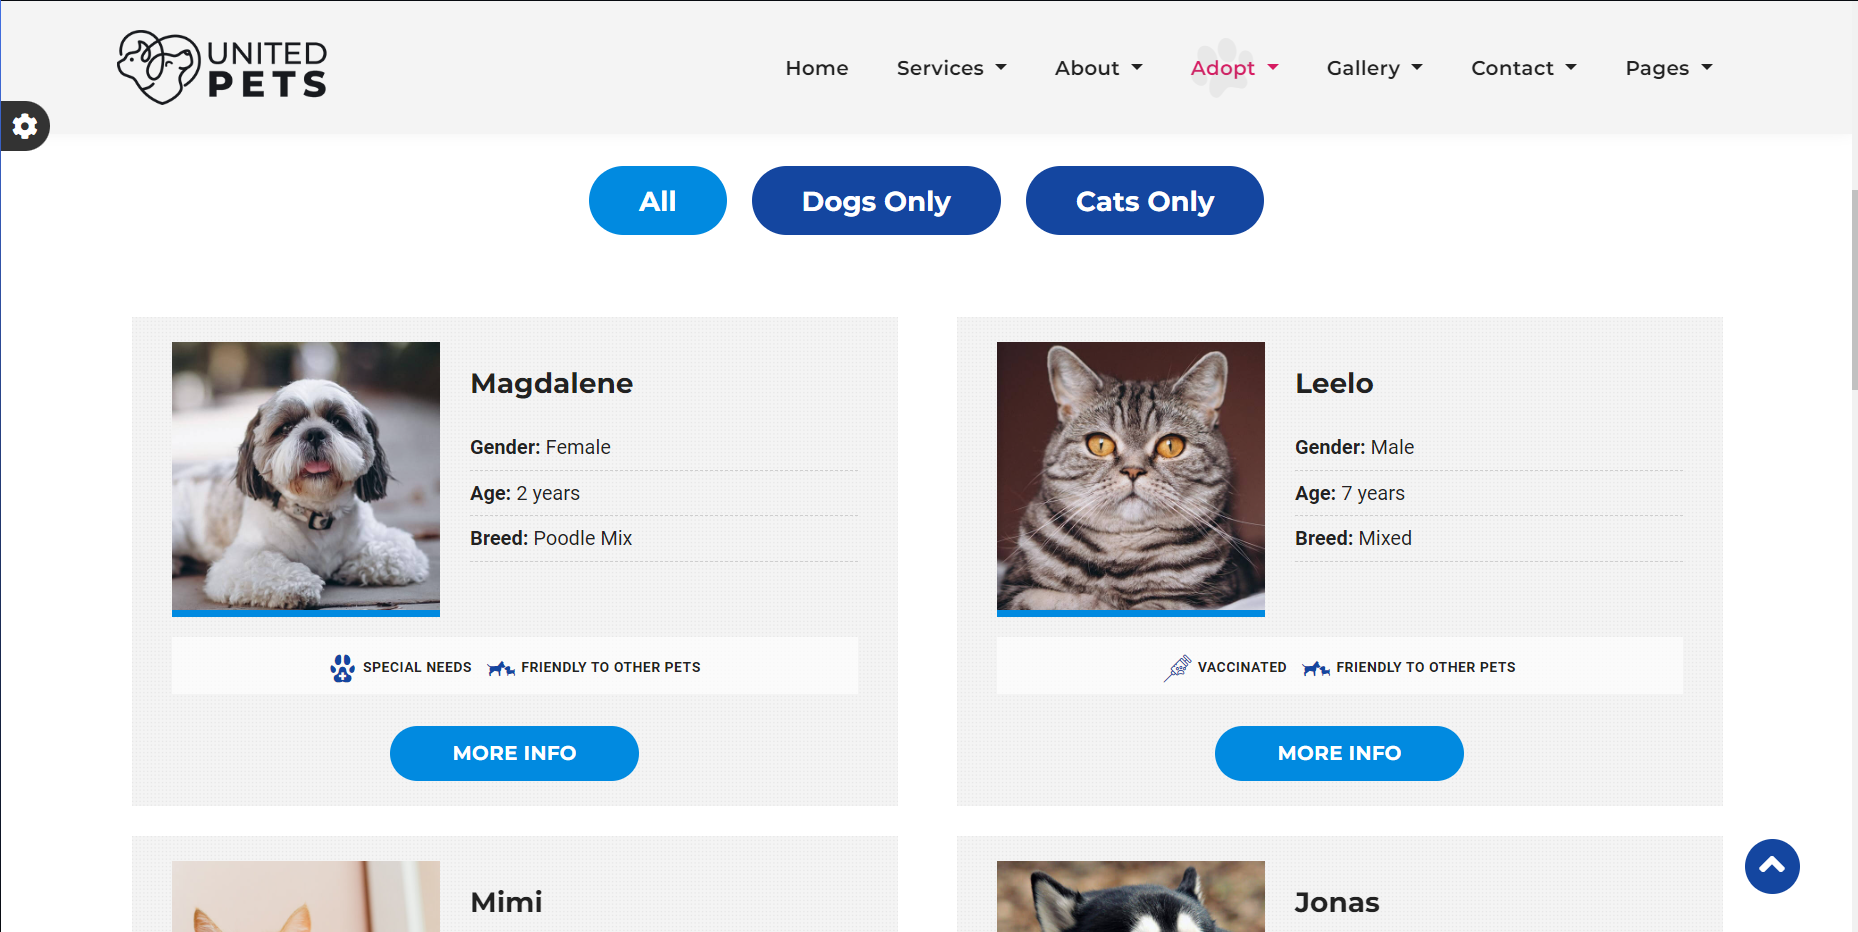 UNITED
PETS
Home Services About Adopt Gallery Contact Pages
All Dogs Only Cats Only
Magdalene
Gender: Female
Age: 2 years
Breed: Poodle Mix
SPECIAL NEEDS FRIENDLY TO OTHER PETS
MORE INFO
Leelo
Gender: Male
Age: 7 years
Breed: Mixed
VACCINATED FRIENDLY TO OTHER PETS
MORE INFO
Mimi
Jonas